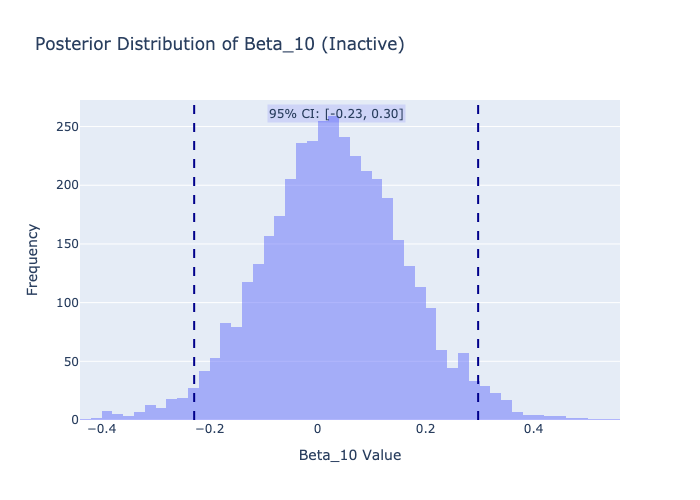 Posterior Distribution of Beta_10 (Inactive)
95% CI: [-0.23, 0.30]
250
200
150
100
50
0
Frequency
−0.4
−0.2
0
0.2
0.4
Beta_10 Value